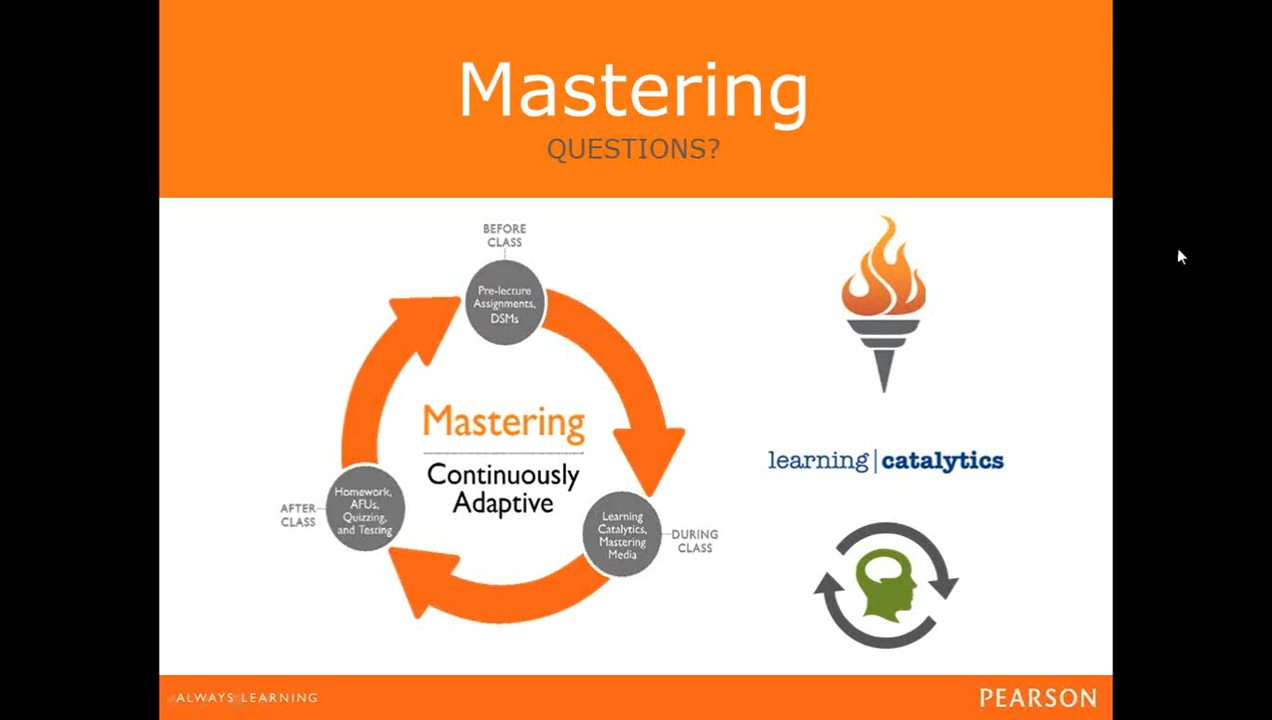 Mastering
QUESTIONS?
BEFORE
CLASS
Pre-lecture
Assignments,
DSMs
Mastering
Continuously
Adaptive
AFTER
CLASS
Homework,
AFUs,
Quizzing,
and Testing
Learning
Catalytics,
Mastering
Media
DURING
CLASS
learning|catalytics
ALWAYS LEARNING
PEARSON